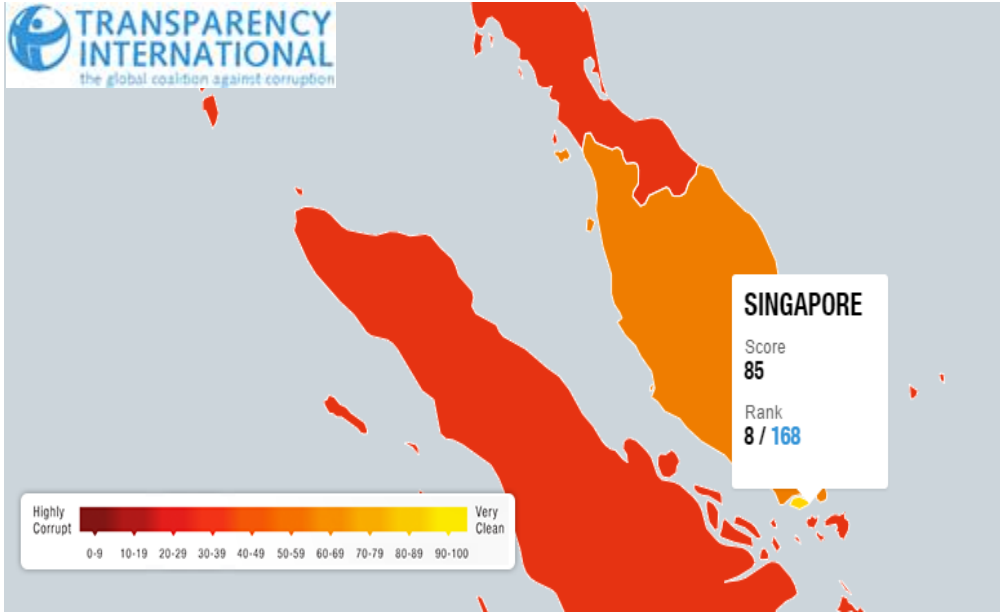 TRANSPARENCY
INTERNATIONAL
the global coalition against corruption
SINGAPORE
Score
85
Rank
8 / 168
Highly
Corrupt
Very
Clean
0-9 10-19 20-29 30-39 40-49 50-59 60-69 70-79 80-89 90-100